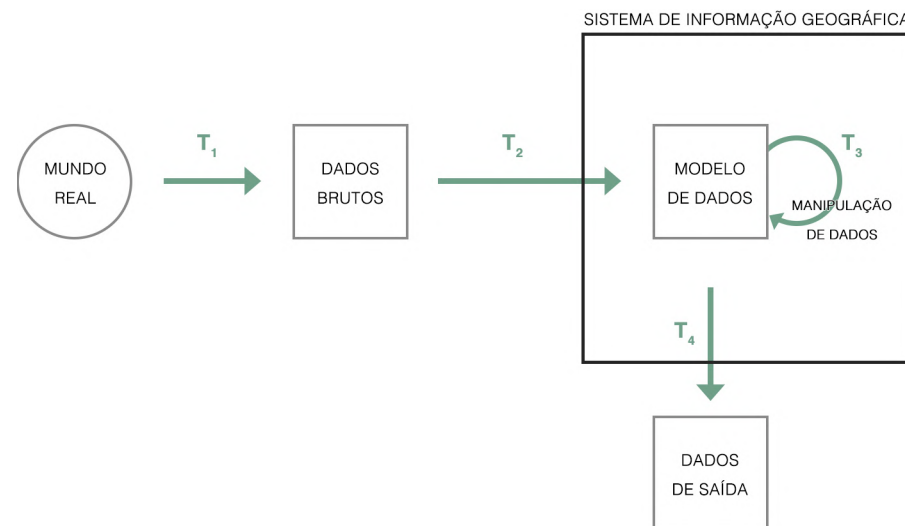 SISTEMA DE INFORMAÇÃO GEOGRÁFICA
T1
T2
T3
MUNDO
REAL
DADOS
BRUTOS
MODELO
DE DADOS
MANIPULAÇÃO
DE DADOS
T4
DADOS
DE SAÍDA